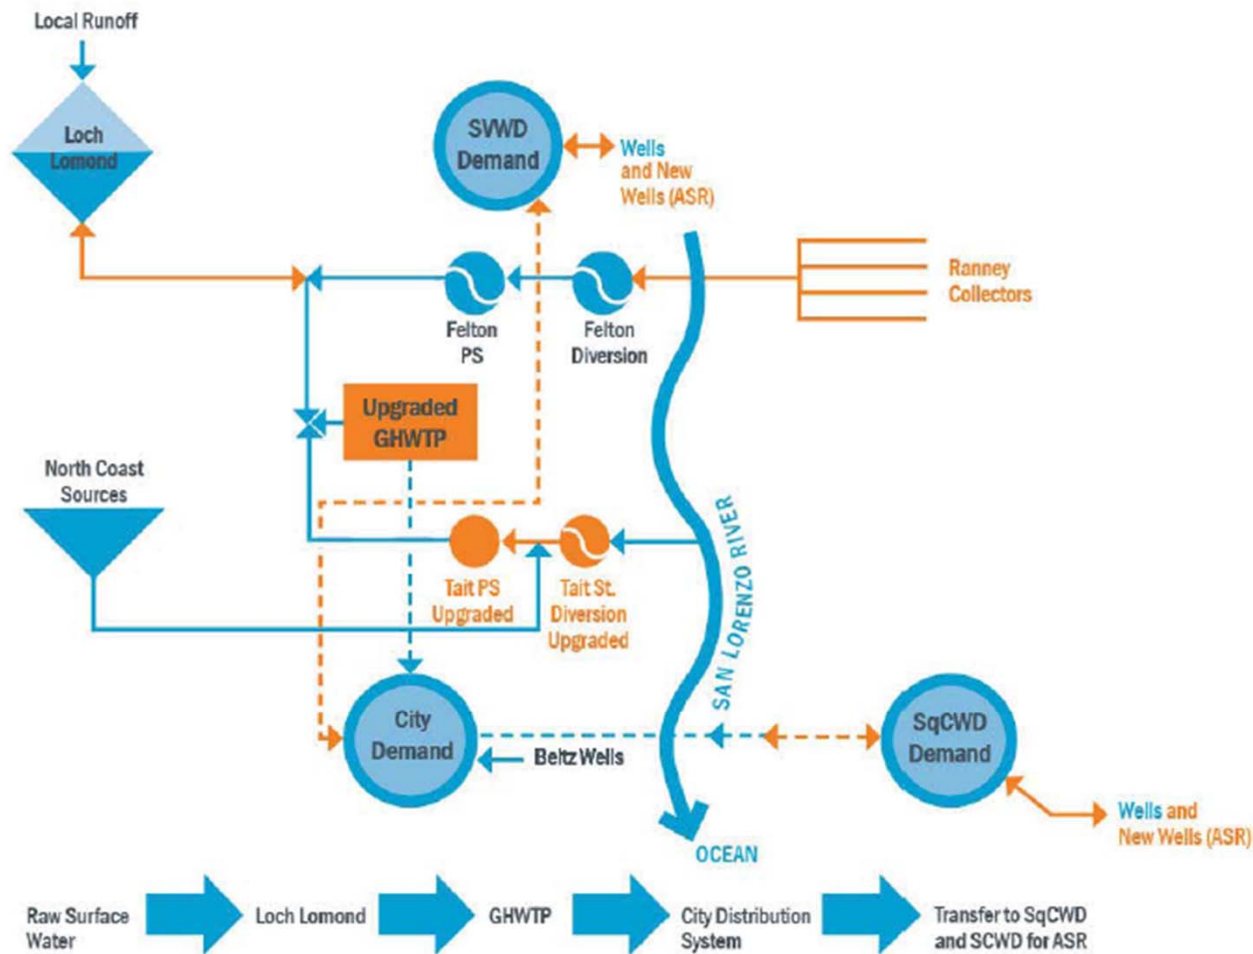 Local Runoff
Loch
Lomond
SVWD
Demand
Wells
and New
Wells (ASR)
Ranney
Collectors
Felton
PS
Felton
Diversion
Upgraded
GHWTP
North Coast
Sources
Tait PS
Upgraded
Tait St.
Diversion
Upgraded
SAN LORENZO RIVER
City
Demand
Beltz Wells
SqCWD
Demand
Wells and
New Wells (ASR)
OCEAN
Raw Surface
Water
Loch Lomond
GHWTP
City Distribution
System
Transfer to SqCWD
and SCWD for ASR